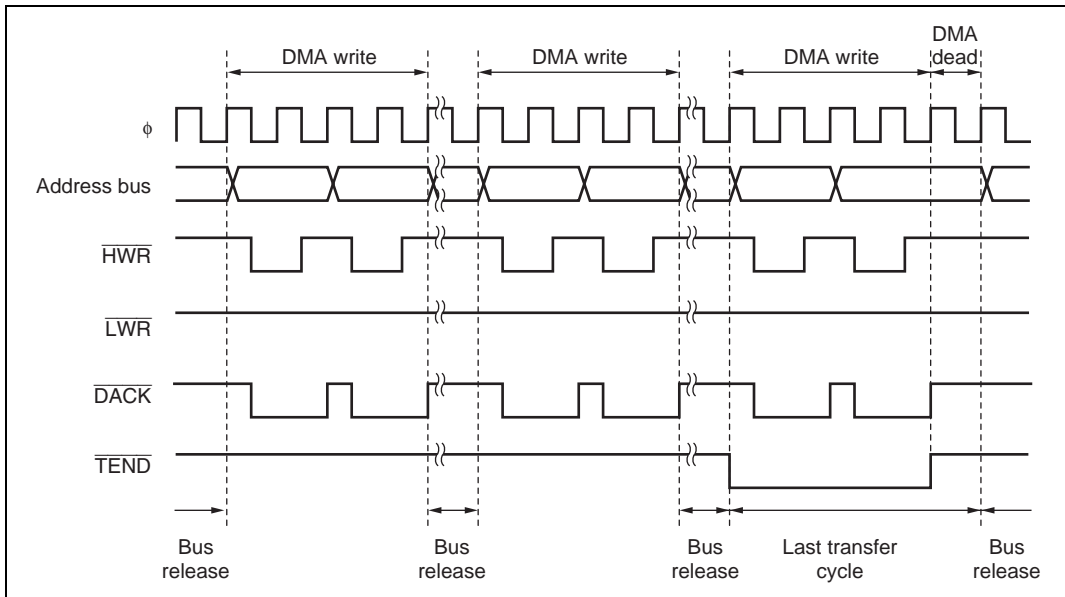 DMA
DMA write DMA write DMA write dead
ϕ
Address bus
HWR
LWR
DACK
TEND
Bus Bus Bus Last transfer Bus
release release release cycle release